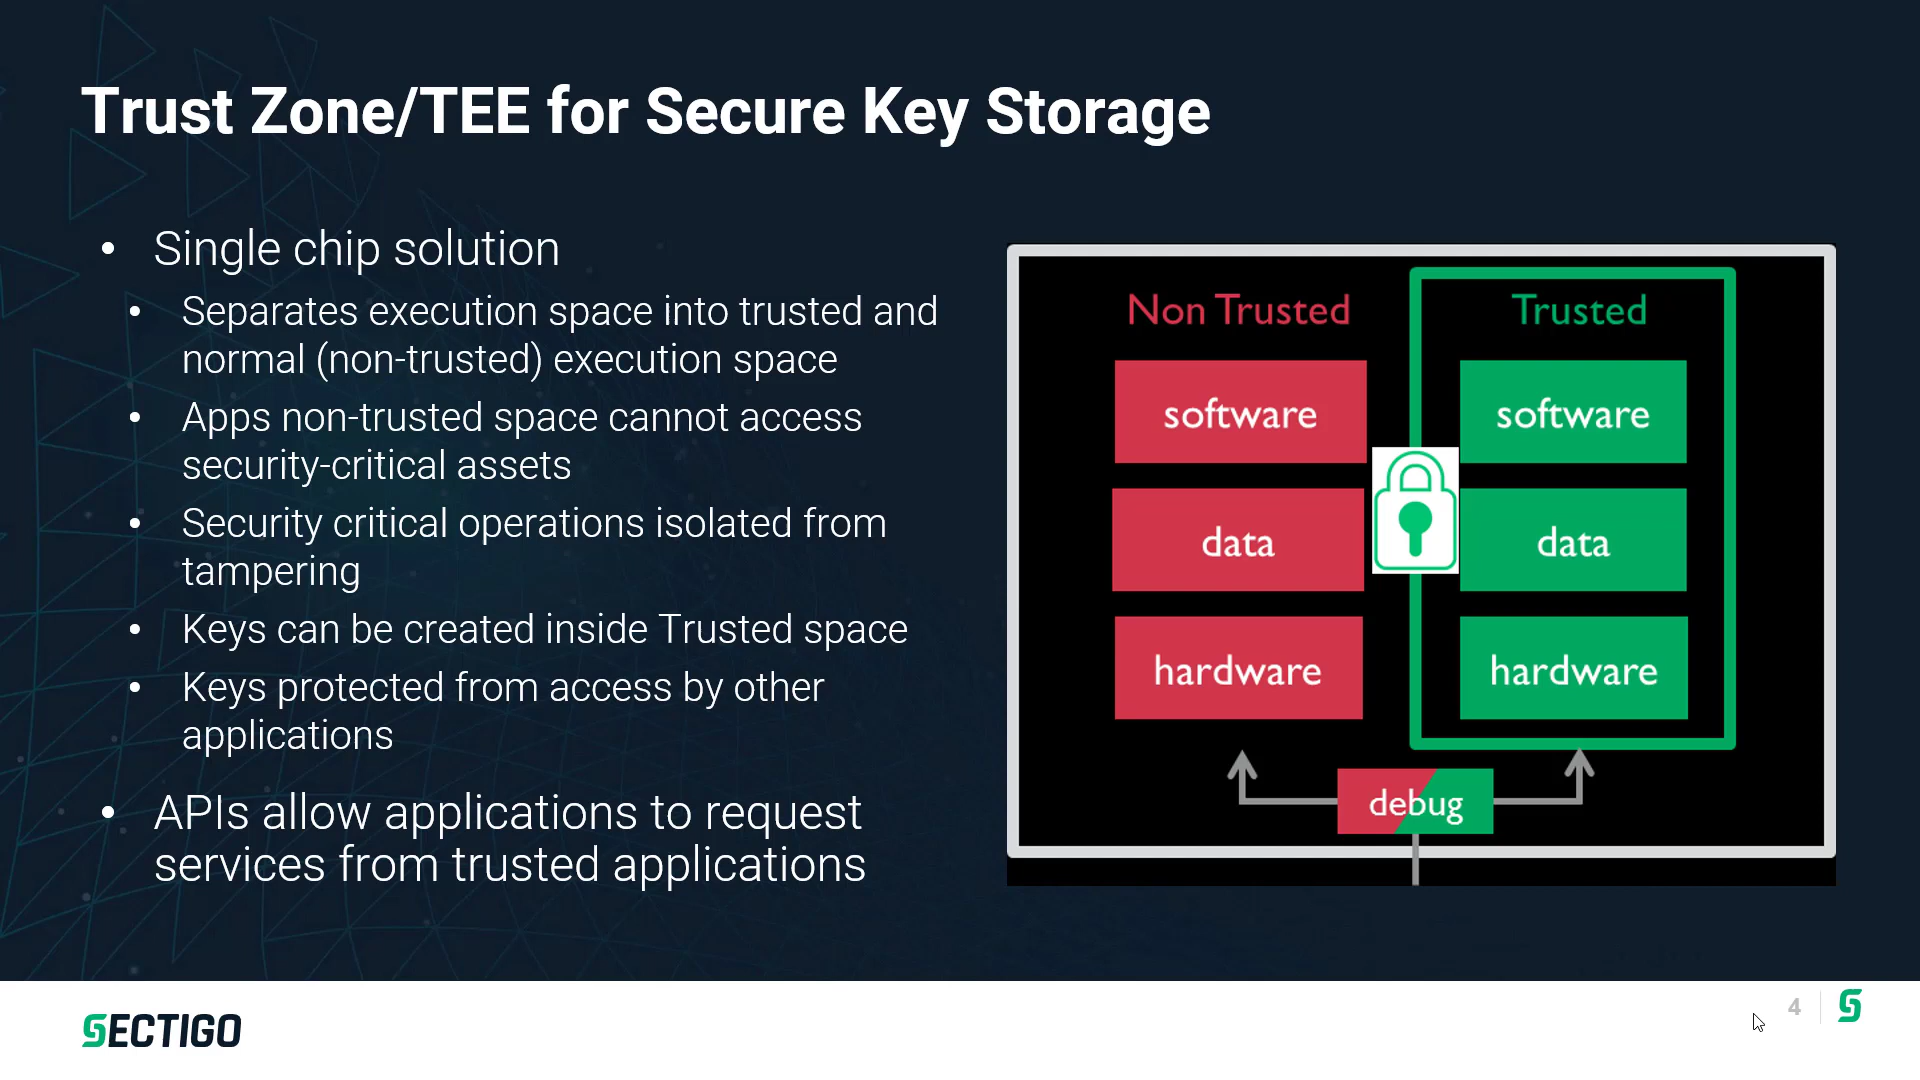 Trust Zone/TEE for Secure Key Storage
• Single chip solution
• Separates execution space into trusted and
normal (non-trusted) execution space
• Apps non-trusted space cannot access
security-critical assets
• Security critical operations isolated from
tampering
• Keys can be created inside Trusted space
• Keys protected from access by other
applications
• APIs allow applications to request
services from trusted applications
Non Trusted
Trusted
software
software
data
data
hardware
hardware
debug
SECTIGO
4
S